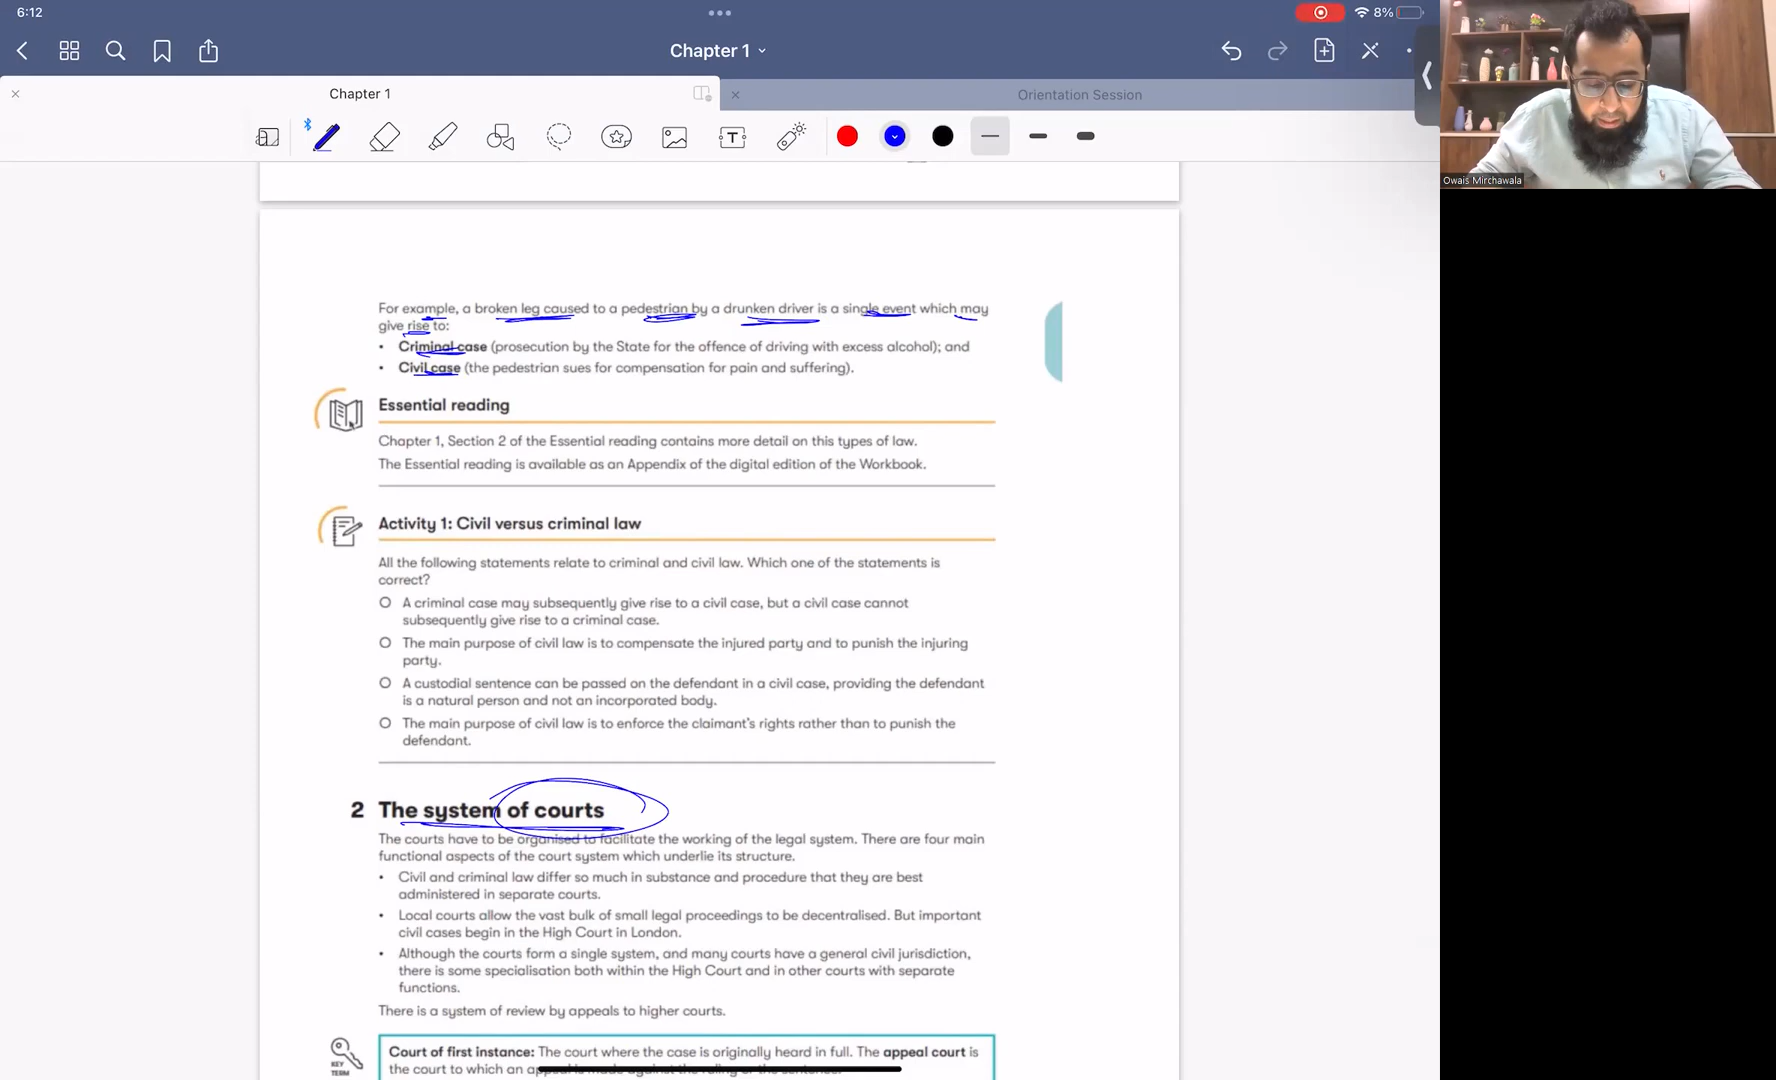 6:12
8%
Chapter 1
Chapter 1
Orientation Session
Owais Mirchawala
For example, a broken leg caused to a pedestrian by a drunken driver is a single event which may
give rise to:
• Criminal case (prosecution by the State for the offence of driving with excess alcohol); and
• Civil case (the pedestrian sues for compensation for pain and suffering).
Essential reading
Chapter 1, Section 2 of the Essential reading contains more detail on this types of law.
The Essential reading is available as an Appendix of the digital edition of the Workbook.
Activity 1: Civil versus criminal law
All the following statements relate to criminal and civil law. Which one of the statements is
correct?
A criminal case may subsequently give rise to a civil case, but a civil case cannot
subsequently give rise to a criminal case.
The main purpose of civil law is to compensate the injured party and to punish the injuring
party.
A custodial sentence can be passed on the defendant in a civil case, providing the defendant
is a natural person and not an incorporated body.
The main purpose of civil law is to enforce the claimant's rights rather than to punish the
defendant.
2 The system of courts
The courts have to be organised to facilitate the working of the legal system. There are four main
functional aspects of the court system which underlie its structure.
• Civil and criminal law differ so much in substance and procedure that they are best
administered in separate courts.
• Local courts allow the vast bulk of small legal proceedings to be decentralised. But important
civil cases begin in the High Court in London.
• Although the courts form a single system, and many courts have a general civil jurisdiction,
there is some specialisation both within the High Court and in other courts with separate
functions.
There is a system of review by appeals to higher courts.
KEY
TERM
Court of first instance: The court where the case is originally heard in full. The appeal court is
the court to which an appeal is made against the ruling or the sentence.